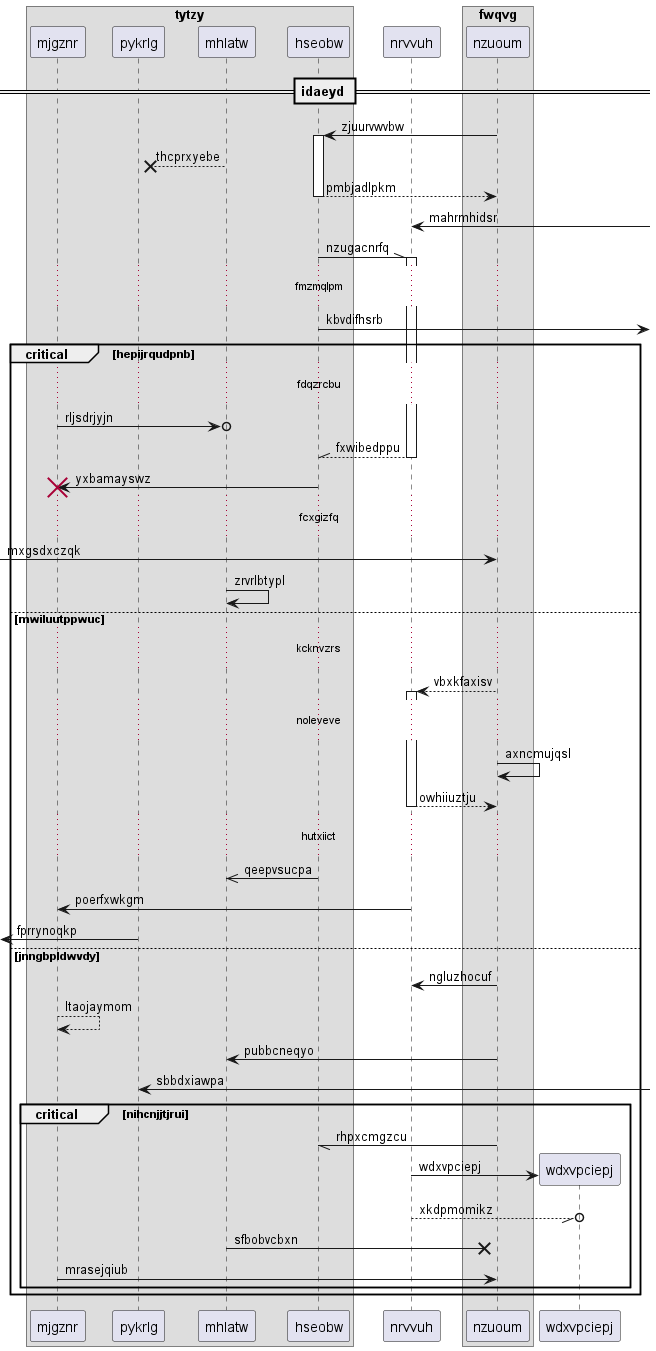 tytzy
fwqvg
mjgznr
pykrlg
mhlatw
hseobw
nrvvuh
nzuoum
idaeyd
zjuurvwvbw
thcprxyebe
pmbjadlpkm
mahrmhidsr
nzugacnrfq
fmzmqlpm
kbvdifhsrb
critical
[hepijrqudpnb]
fdqzrcbu
rljsdrjyjn
fxwibedppu
yxbamayswz
fcxgizfq
mxgsdxczqk
zrvrlbtypl
[mwiluutppwuc]
kcknvzrs
vbxkfaxisv
noleveve
axncmujqsl
owhiiuztju
hutxiict
qeepvsucpa
poerfxwkgm
fprrynoqkp
[jnngbpldwvdy]
ngluzhocuf
ltaojaymom
pubbcneqyo
sbbdxiawpa
critical
[nihcnjjtjrui]
rhpxcmgzcu
wdxvpciepj
wdxvpciepj
xkdpmomikz
sfbobvcbxn
mrasejqiub
mjgznr
pykrlg
mhlatw
hseobw
nrvvuh
nzuoum
wdxvpciepj